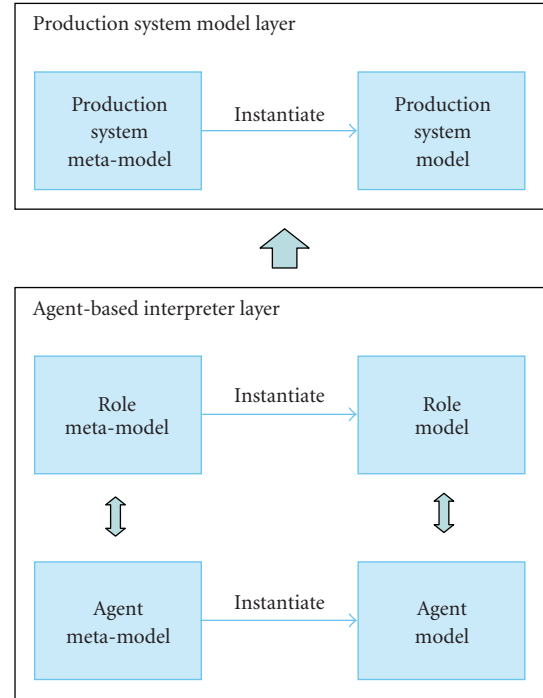 Production system model layer
Production
system
meta-model
Instantiate
Production
system
model
Agent-based interpreter layer
Role
meta-model
Instantiate
Role
model
Agent
meta-model
Instantiate
Agent
model